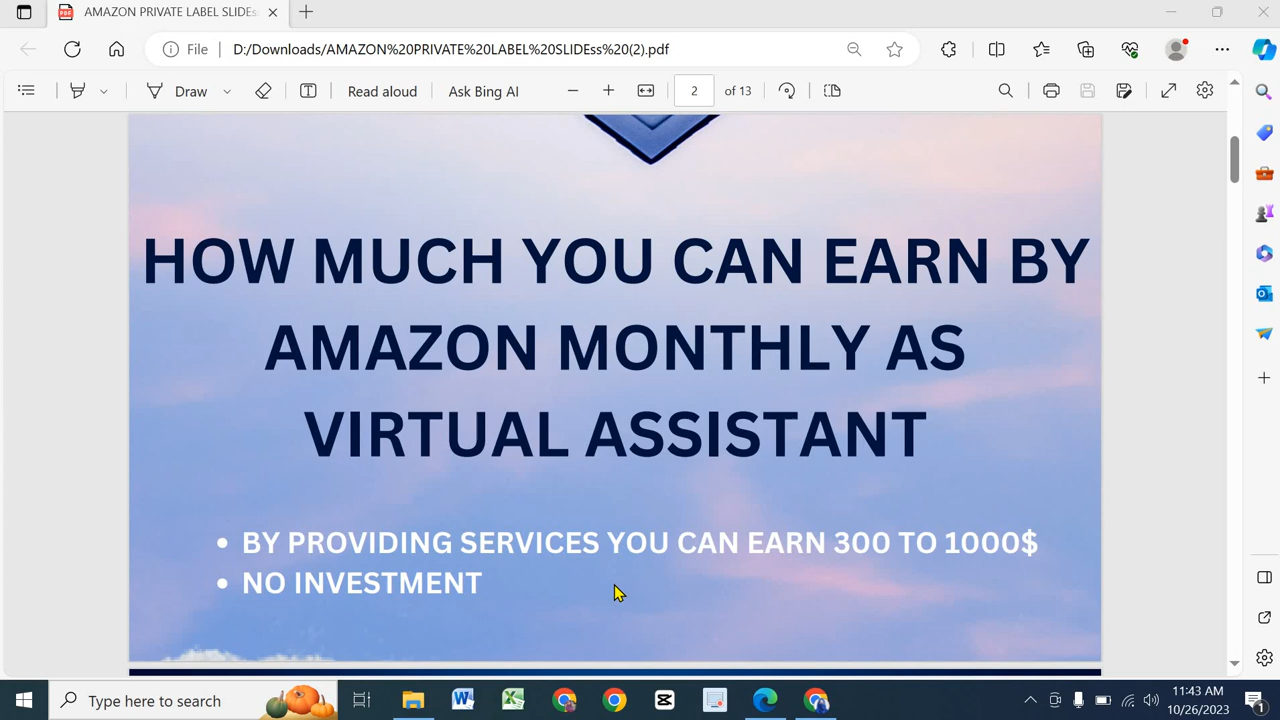 AMAZON PRIVATE LABEL SLIDEs
File D:/Downloads/AMAZON%20PRIVATE%20LABEL%20SLIDEss%20(2).pdf
Draw Read aloud Ask Bing AI 2 of 13
HOW MUCH YOU CAN EARN BY
AMAZON MONTHLY AS
VIRTUAL ASSISTANT
• BY PROVIDING SERVICES YOU CAN EARN 300 TO 1000$
• NO INVESTMENT
Type here to search
11:43 AM
10/26/2023
1